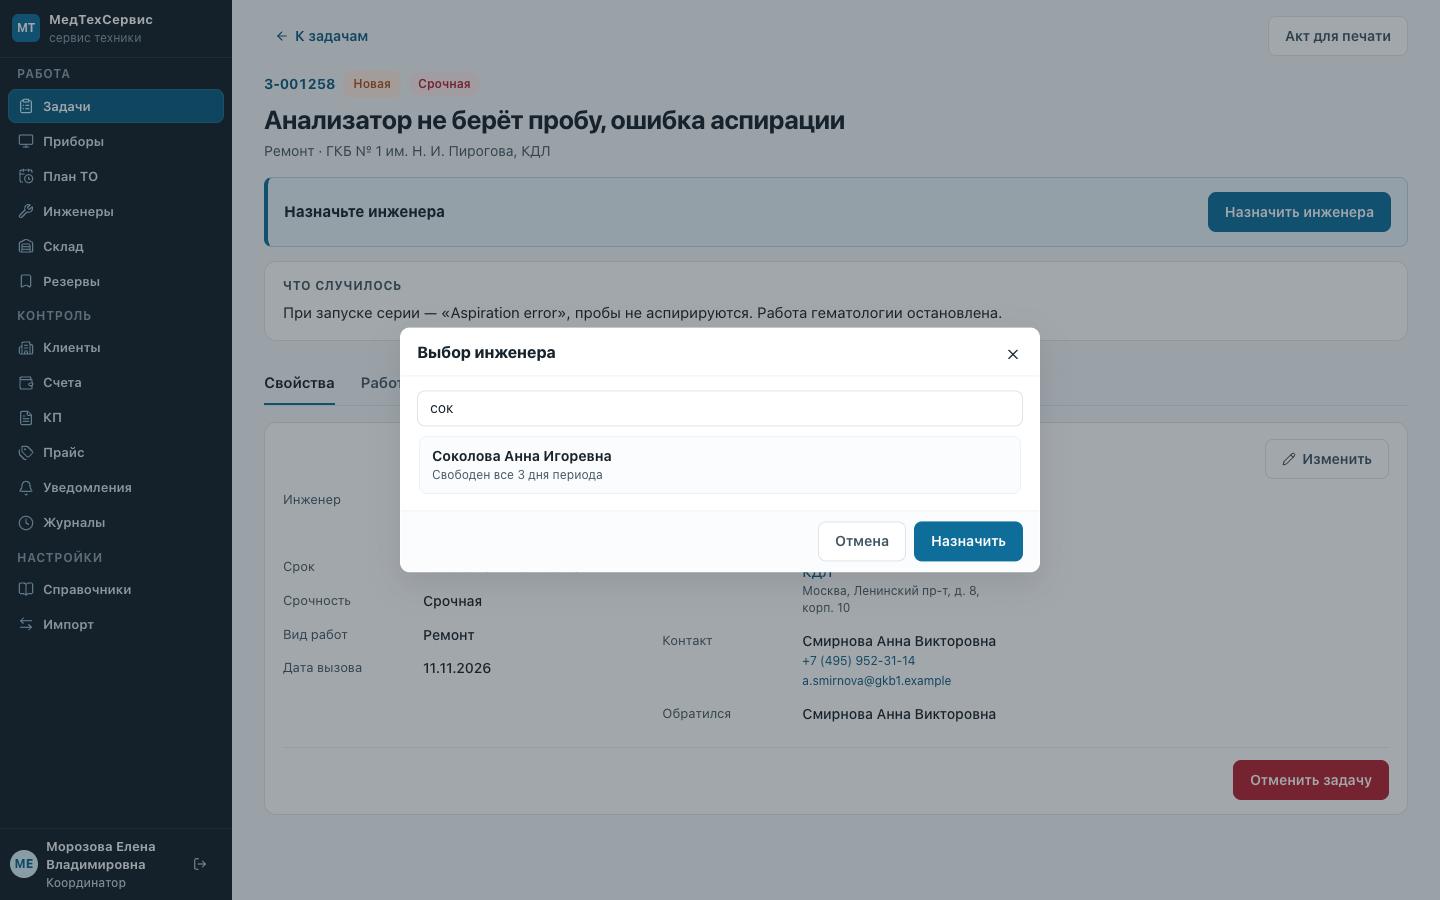 МТ
МедТехСервис
сервис техники
РАБОТА
Задачи
Приборы
План ТО
Инженеры
Склад
Резервы
КОНТРОЛЬ
Клиенты
Счета
КП
Прайс
Уведомления
Журналы
НАСТРОЙКИ
Справочники
Импорт
МЕ
Морозова Елена
Владимировна
Координатор
К задачам
Акт для печати
З-001258 Новая Срочная
Анализатор не берёт пробу, ошибка аспирации
Ремонт · ГКБ № 1 им. Н. И. Пирогова, КДЛ
Назначьте инженера
Назначить инженера
ЧТО СЛУЧИЛОСЬ
При запуске серии — «Aspiration error», пробы не аспирируются. Работа гематологии остановлена.
Свойства
Выбор инженера
сок
Соколова Анна Игоревна
Свободен все 3 дня периода
Отмена
Назначить
Изменить
Инженер
Срок
Срочность Срочная
Вид работ Ремонт
Дата вызова 11.11.2026
КДЛ
Москва, Ленинский пр-т, д. 8,
корп. 10
Контакт Смирнова Анна Викторовна
+7 (495) 952-31-14
a.smirnova@gkb1.example
Обратился Смирнова Анна Викторовна
Отменить задачу